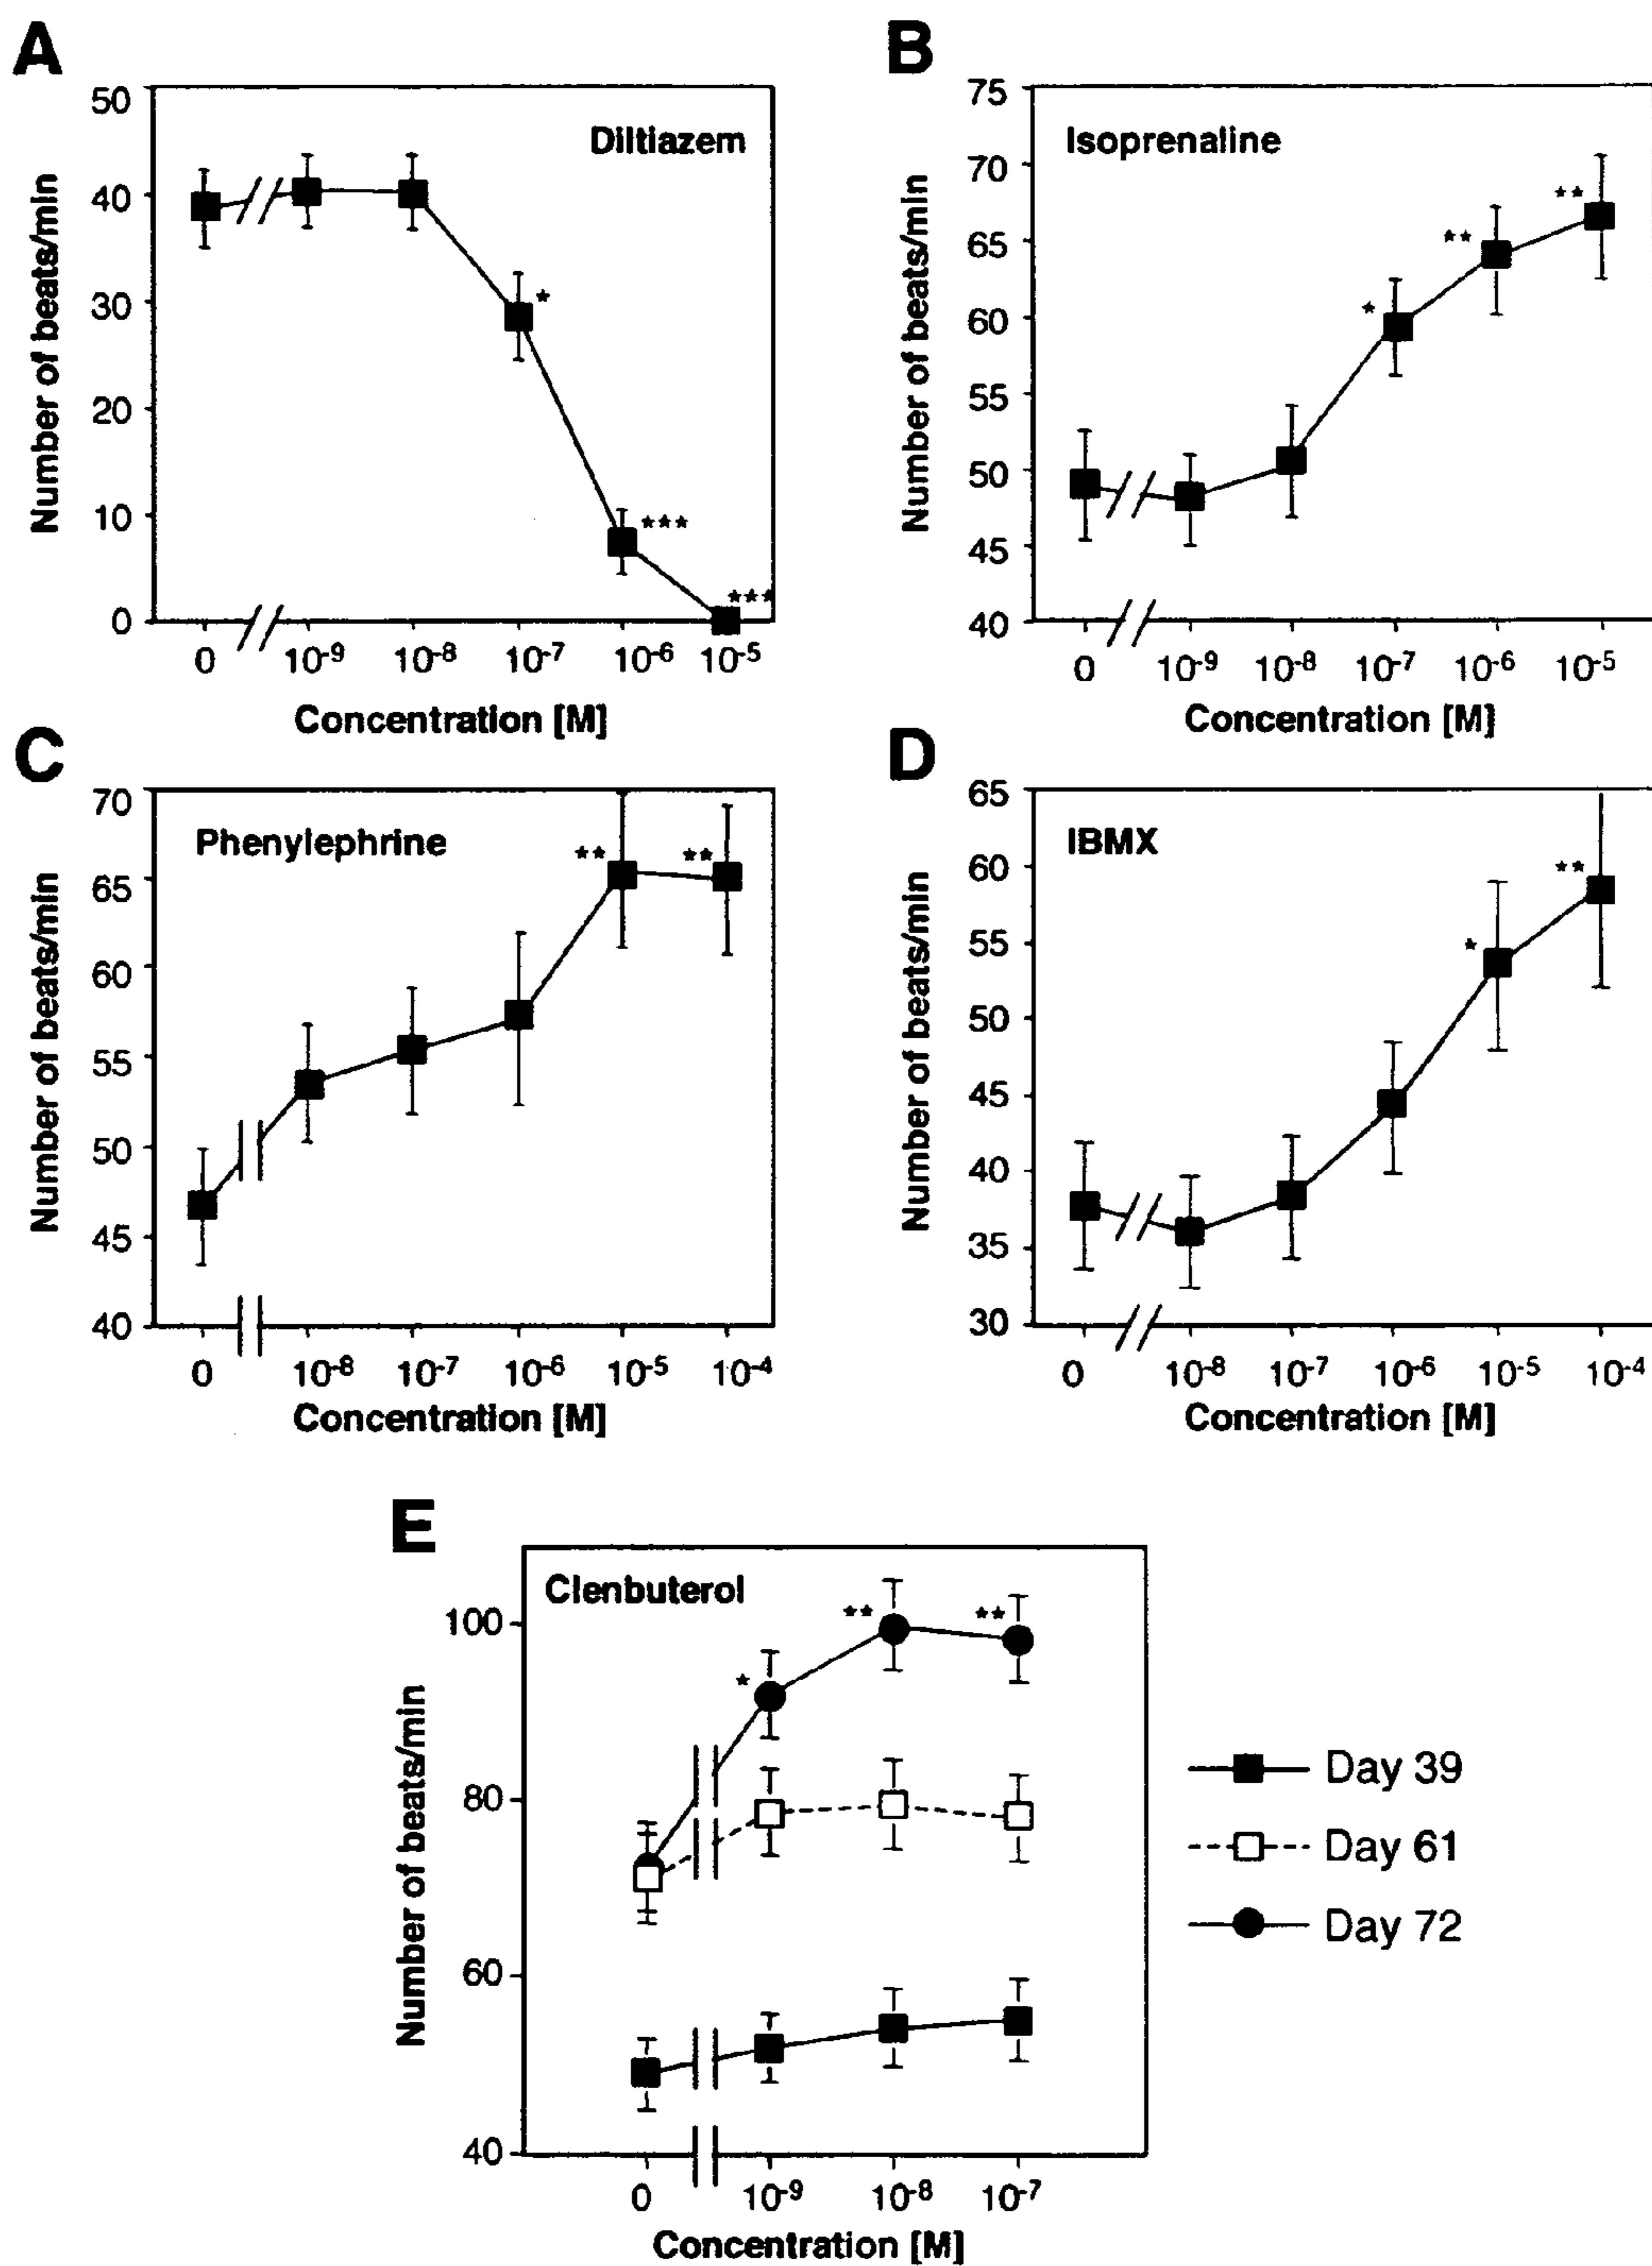 A
Diltiazem
Number of beats/min
50
40
30
20
10
0
*
***
***
0 10-9 10-8 10-7 10-6 10-5
Concentration [M]
B
Isoprenaline
Number of beats/min
75
70
65
60
55
50
45
40
*
**
**
0 10-9 10-8 10-7 10-6 10-5
Concentration [M]
C
Phenylephrine
Number of beats/min
70
65
60
55
50
45
40
**
**
0 10-8 10-7 10-6 10-5 10-4
Concentration [M]
D
IBMX
Number of beats/min
65
60
55
50
45
40
35
30
*
**
0 10-8 10-7 10-6 10-5 10-4
Concentration [M]
E
Clenbuterol
Number of beats/min
100
80
60
40
*
**
**
0 10-9 10-8 10-7
Concentration [M]
Day 39
Day 61
Day 72